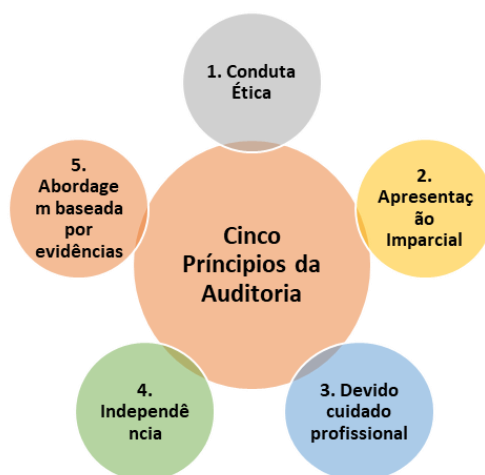 1. Conduta
Ética
2.
Apresentaç
ão
Imparcial
3. Devido
cuidado
profissional
4.
Independê
ncia
5.
Abordage
m baseada
por
evidências
Cinco
Príncipios da
Auditoria